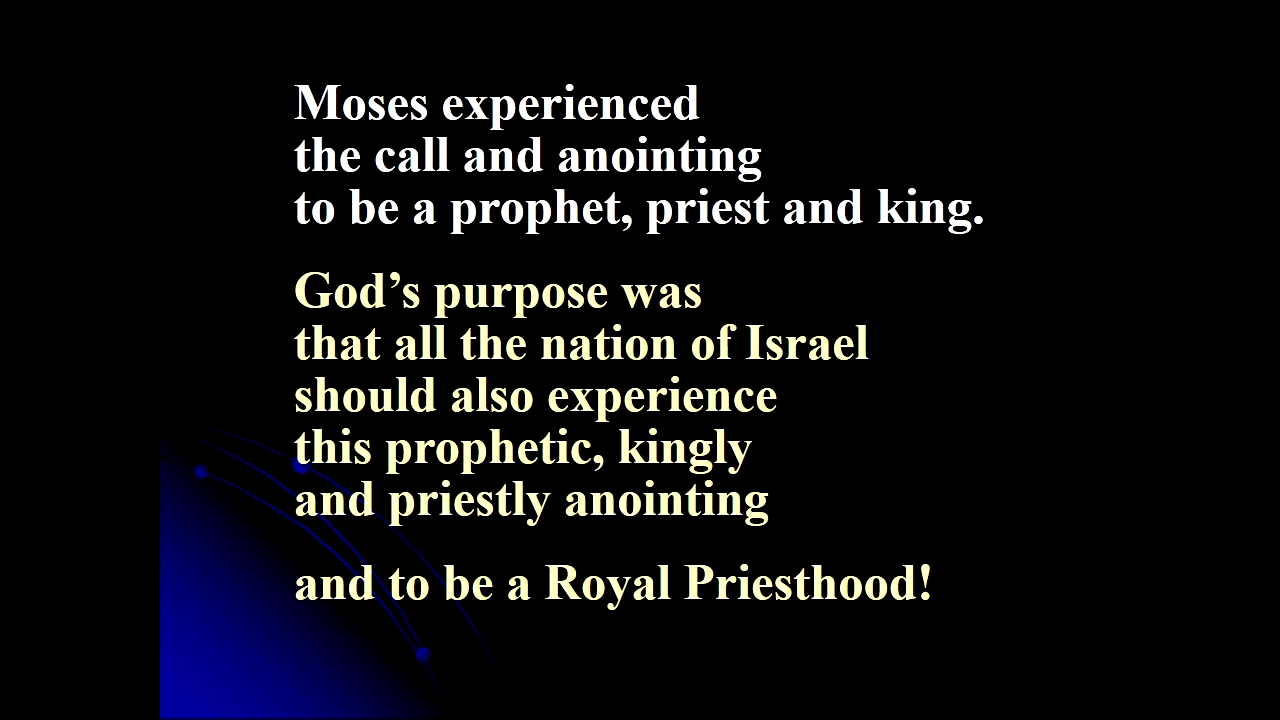 Moses experienced
the call and anointing
to be a prophet, priest and king.
God’s purpose was
that all the nation of Israel
should also experience
this prophetic, kingly
and priestly anointing
and to be a Royal Priesthood!